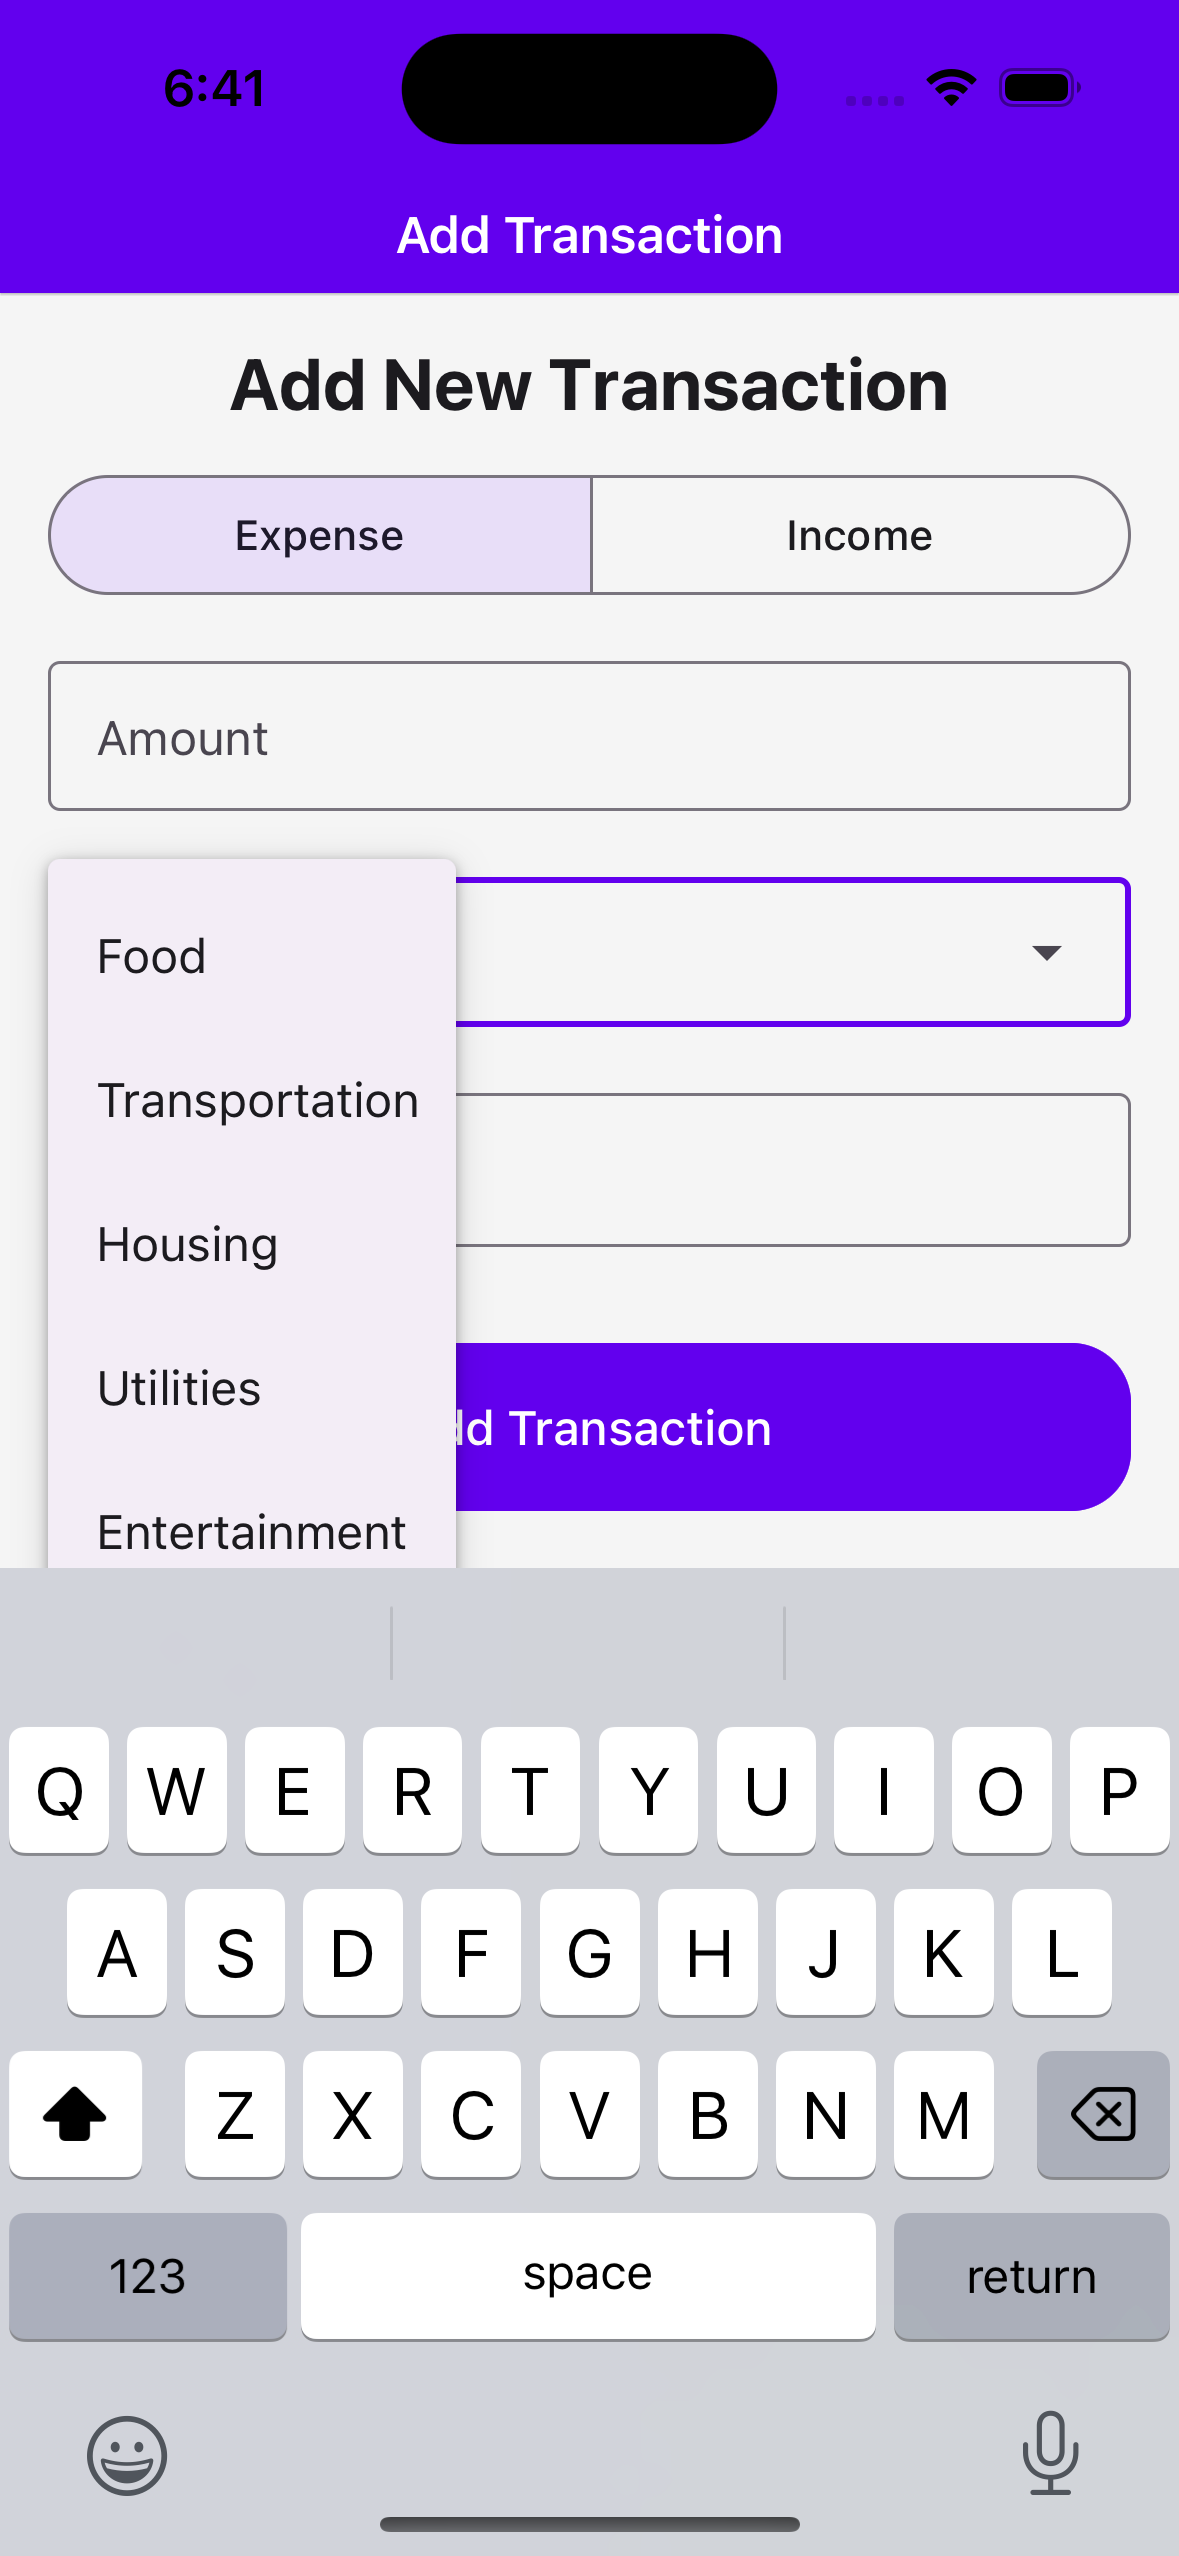 6:41
Add Transaction
Add New Transaction
Expense Income
Amount
Food
Transportation
Housing
Utilities
dd Transaction
Entertainment
Q W E R T Y U I O P
A S D F G H J K L
Z X C V B N M
123 space return